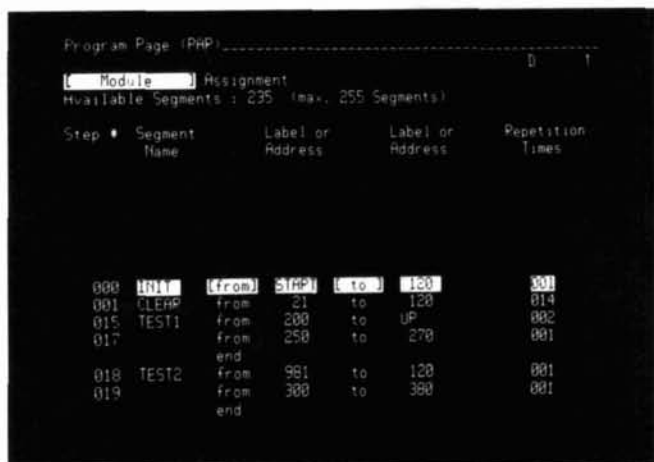 Program Page (PAP)
D 1
[ Module ] Assignment
Available Segments : 235 (max. 255 Segments)
Step # Segment Label or Label or Repetition
Name Address Address Times
000 INIT [from] START [ to ] 120 001
001 CLEAR from 21 to 120 014
015 TEST1 from 200 to UP 002
017 from 250 to 270 001
end
018 TEST2 from 981 to 120 001
019 from 300 to 380 001
end